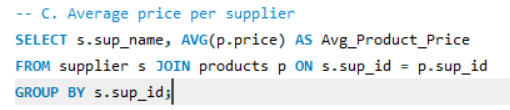 -- C. Average price per supplier
SELECT s.sup_name, AVG(p.price) AS Avg_Product_Price
FROM supplier s JOIN products p ON s.sup_id = p.sup_id
GROUP BY s.sup_id;